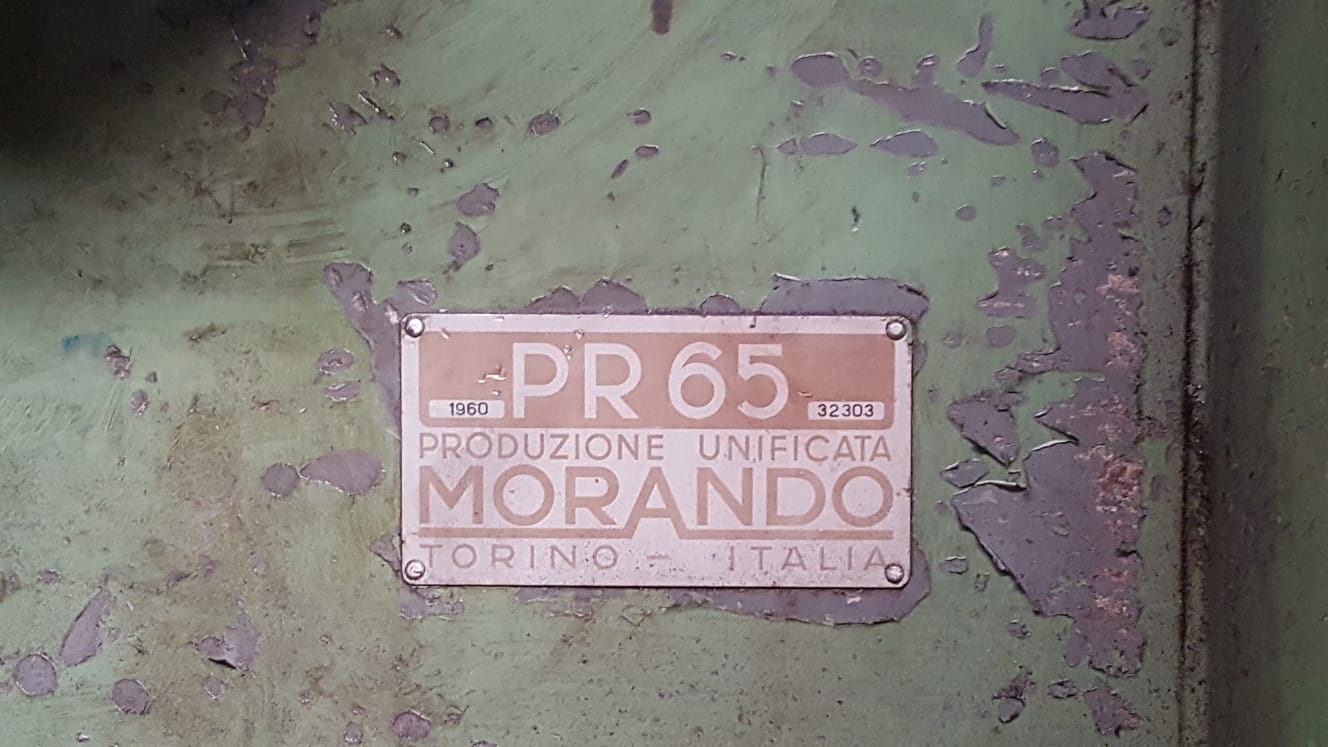 PR 65
1960 32303
PRODUZIONE UNIFICATA
MORANDO
TORINO — ITALIA